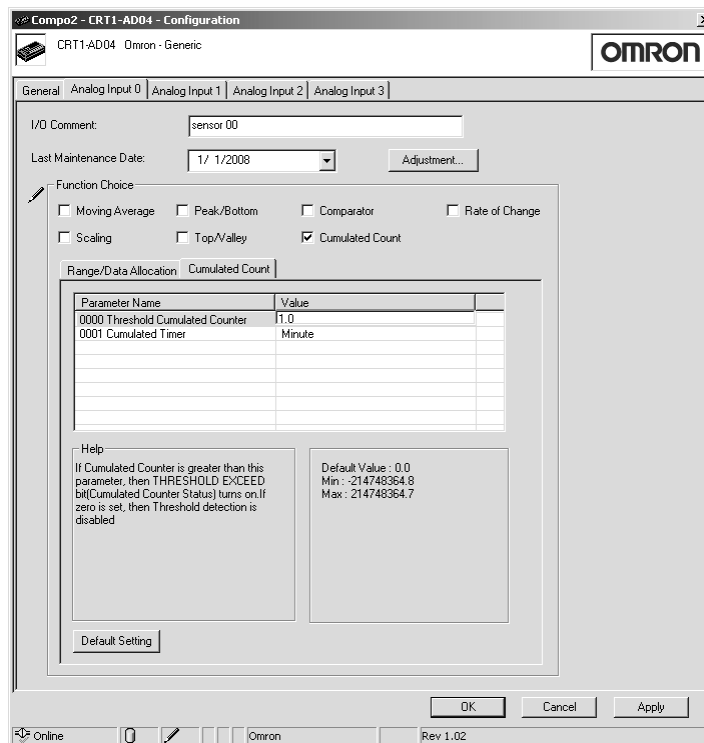 Compo2 - CRT1-AD04 - Configuration
CRT1-AD04 Omron - Generic
OMRON
General Analog Input 0 Analog Input 1 Analog Input 2 Analog Input 3
I/O Comment: sensor 00
Last Maintenance Date: 1/ 1/2008 Adjustment...
Function Choice
Moving Average Peak/Bottom Comparator Rate of Change
Scaling Top/Valley Cumulated Count
Range/Data Allocation Cumulated Count
Parameter Name Value
0000 Threshold Cumulated Counter 1.0
0001 Cumulated Timer Minute
Help
If Cumulated Counter is greater than this
parameter, then THRESHOLD EXCEED
bit(Cumulated Counter Status) turns on.If
zero is set, then Threshold detection is
disabled
Default Value : 0.0
Min : -214748364.8
Max : 214748364.7
Default Setting
OK Cancel Apply
Online Omron Rev 1.02